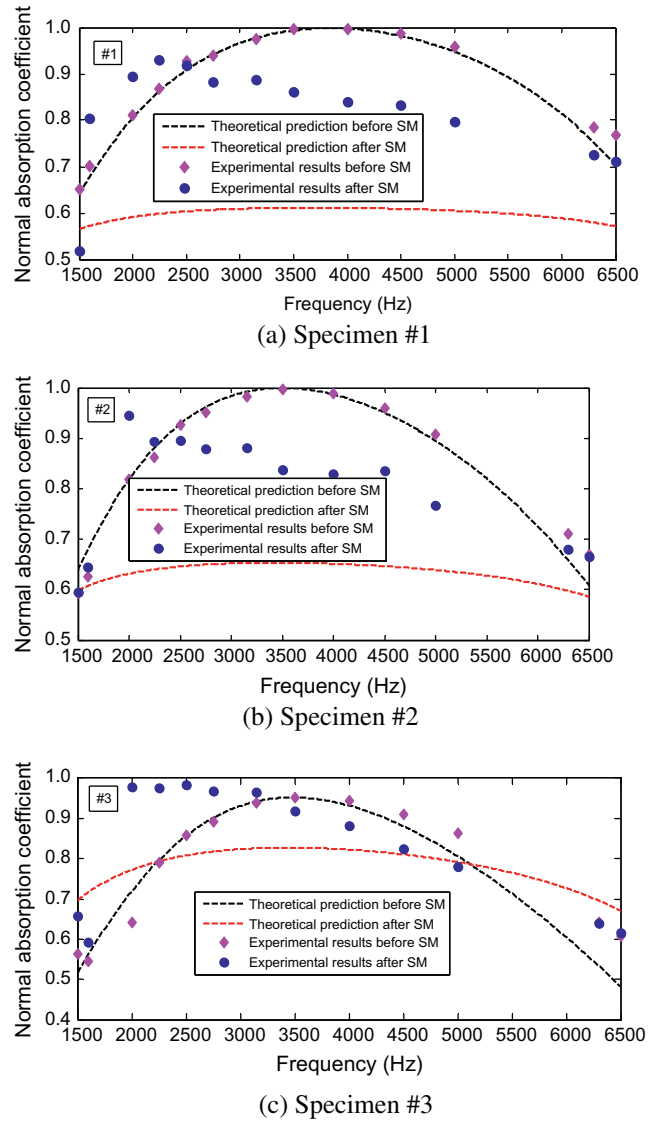 #1
Normal absorption coefficient
1.0
0.9
0.8
0.7
0.6
0.5
Theoretical prediction before SM
Theoretical prediction after SM
Experimental results before SM
Experimental results after SM
1500 2000 2500 3000 3500 4000 4500 5000 5500 6000 6500
Frequency (Hz)
(a) Specimen #1
#2
Normal absorption coefficient
1.0
0.9
0.8
0.7
0.6
0.5
Theoretical prediction before SM
Theoretical prediction after SM
Experimental results before SM
Experimental results after SM
1500 2000 2500 3000 3500 4000 4500 5000 5500 6000 6500
Frequency (Hz)
(b) Specimen #2
#3
Normal absorption coefficient
1.0
0.9
0.8
0.7
0.6
0.5
0.4
Theoretical prediction before SM
Theoretical prediction after SM
Experimental results before SM
Experimental results after SM
1500 2000 2500 3000 3500 4000 4500 5000 5500 6000 6500
Frequency (Hz)
(c) Specimen #3